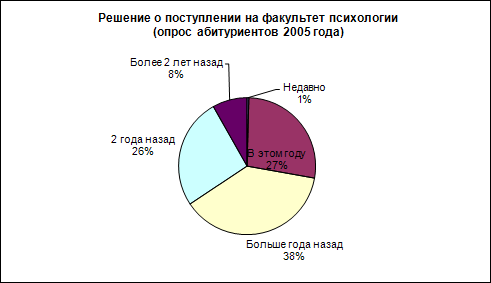 Решение о поступлении на факультет психологии
(опрос абитуриентов 2005 года)
Более 2 лет назад
8%
Недавно
1%
2 года назад
26%
В этом году
27%
Больше года назад
38%